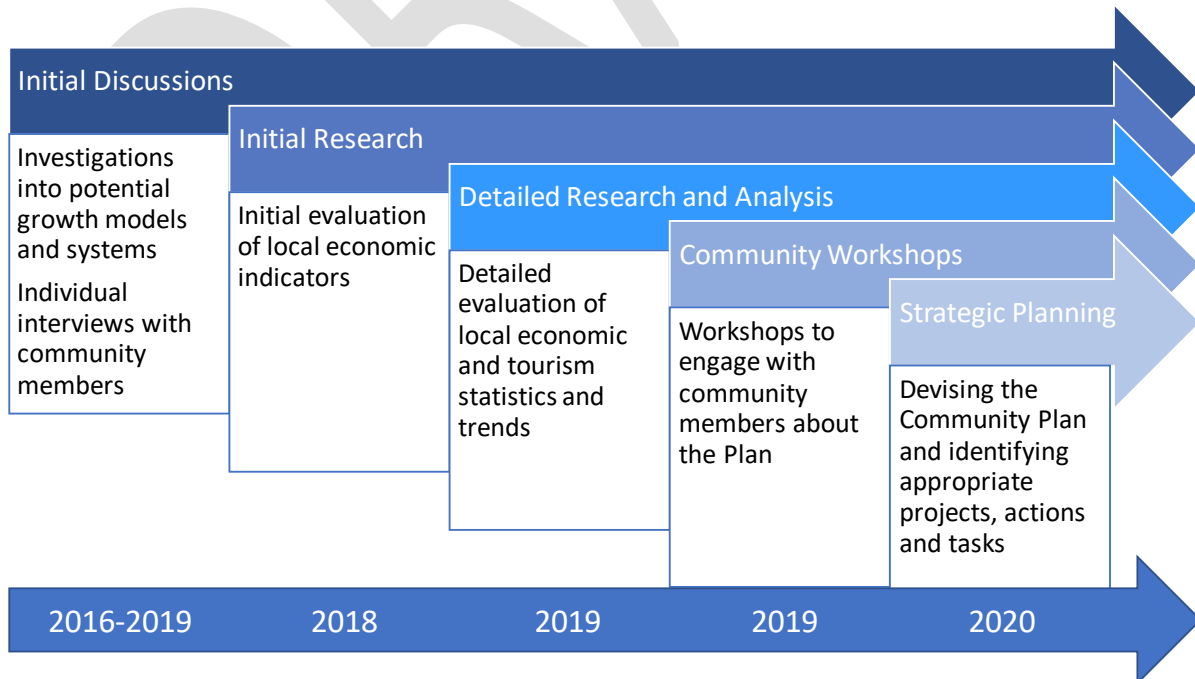 Initial Discussions
Investigations
into potential
growth models
and systems
Individual
interviews with
community
members
Initial Research
Initial evaluation
of local economic
indicators
Detailed Research and Analysis
Detailed
evaluation of
local economic
and tourism
statistics and
trends
Community Workshops
Workshops to
engage with
community
members about
the Plan
Strategic Planning
Devising the
Community Plan
and identifying
appropriate
projects, actions
and tasks
2016-2019
2018
2019
2019
2020